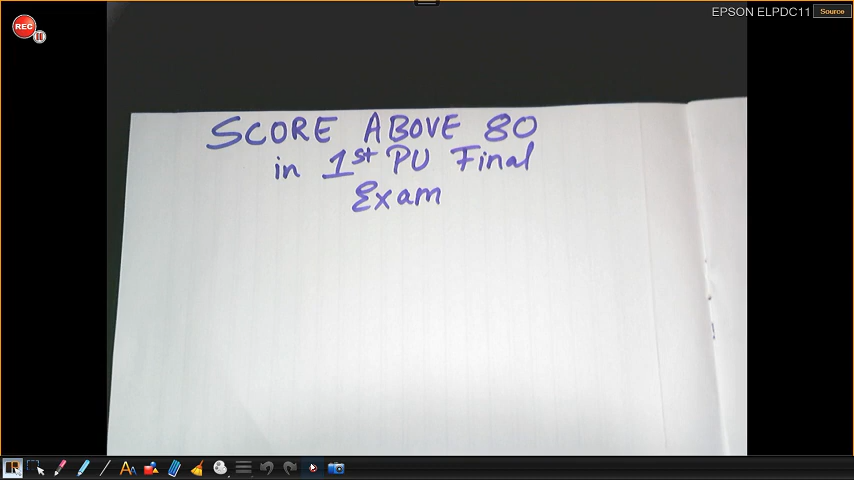 REC
EPSON ELPDC11
Source
SCORE ABOVE 80
in 1st PU Final
Exam